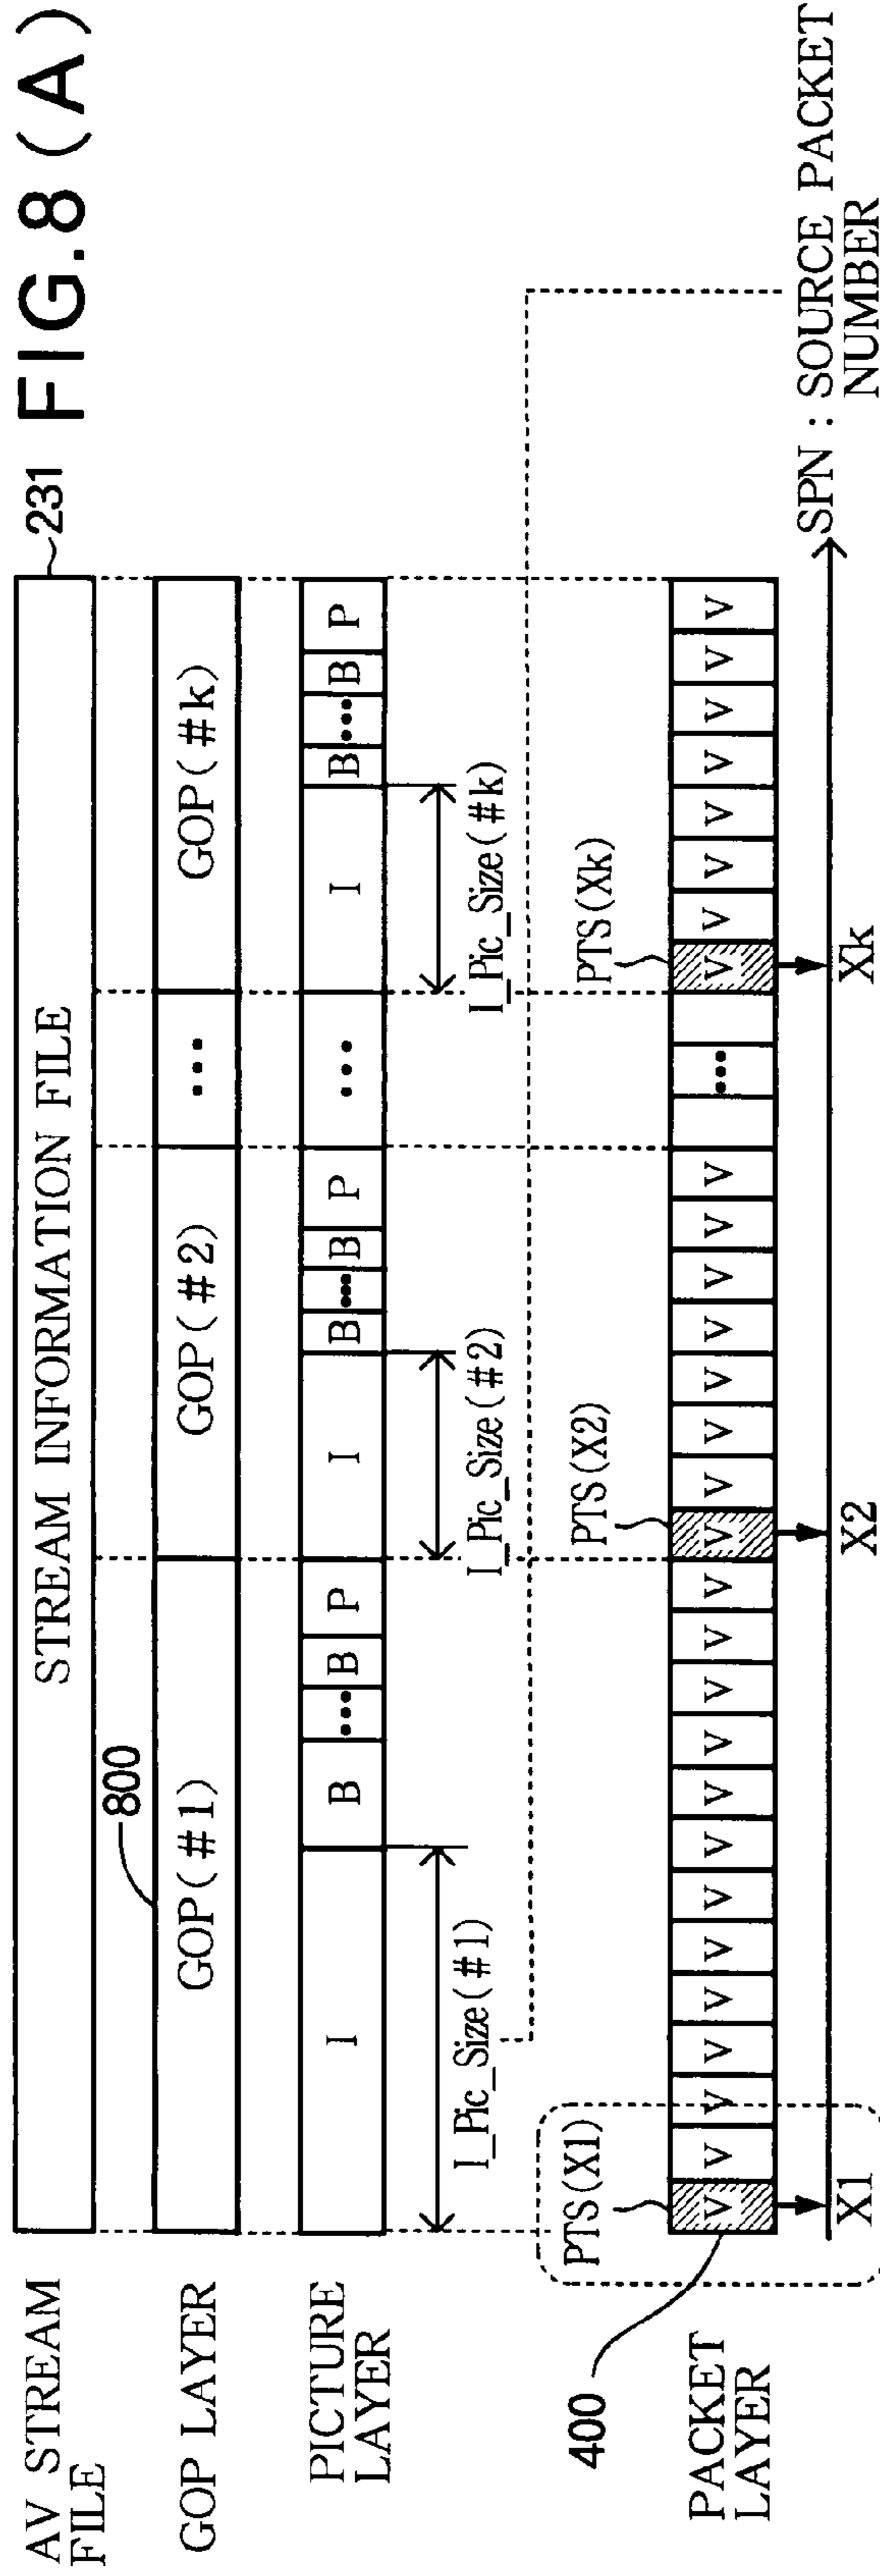 FIG.8 (A)
AV STREAM
FILE
STREAM INFORMATION FILE
231
GOP LAYER
800
GOP(#1)
GOP(#2)
•••
GOP(#k)
PICTURE
LAYER
I B ••• B P I B ••• B P ••• I B ••• B P
I_Pic_Size(#1)
I_Pic_Size(#2)
I_Pic_Size(#k)
PTS(X1)
PTS(X2)
PTS(Xk)
400
PACKET
LAYER
V V V V V V V V V V V V V V V V V V V V V ••• V V V V V V V V
X1
X2
Xk
SPN : SOURCE PACKET
NUMBER